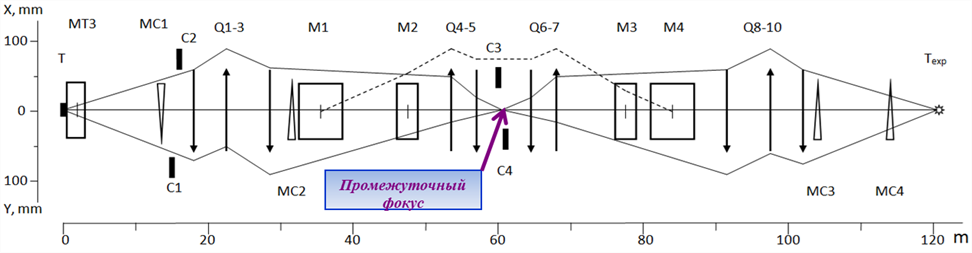 X, mm
MT3
MC1
C2
Q1-3
M1
M2
Q4-5
C3
Q6-7
M3
M4
Q8-10
100
T
T_exp
0
C1
MC2
C4
MC3
MC4
Промежуточный
фокус
100
Y, mm
0
20
40
60
80
100
120
m